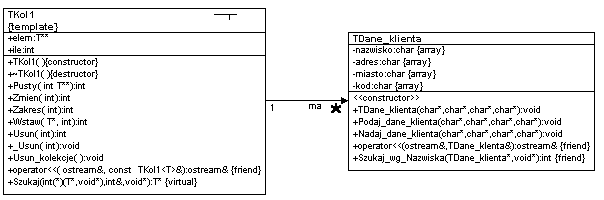 TKol1
{template}
+elem:T**
+ile:int
+TKol1( ){constructor}
+~TKol1( ){destructor}
+Pusty( int T**):int
+Zmien( int):int
+Zakres( int):int
+Wstaw( T*, int):int
+Usun( int):int
+_Usun( int):void
+Usun_kolekcje( ):void
+operator<<( ostream&, const TKol1<T>&):ostream& {friend}
+Szukaj(int(*)(T*,void*),int&,void*):T* {virtual}
1
ma
*
TDane_klienta
-nazwisko:char {array}
-adres:char {array}
-miasto:char {array}
-kod:char {array}
<<constructor>>
+TDane_klienta(char*,char*,char*,char*):void
+Podaj_dane_klienta(char*,char*,char*,char*):void
+Nadaj_dane_klienta(char*,char*,char*,char*):void
+operator<<(ostream&,TDane_klenta&):ostream& {friend}
+Szukaj_wg_Nazwiska(TDane_klienta*,void*):int {friend}